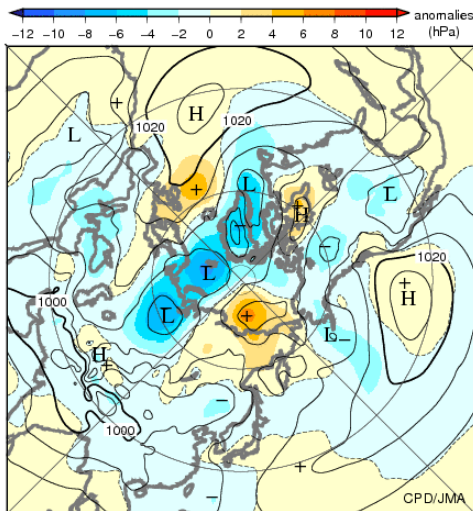 −12 −10 −8 −6 −4 −2 0 2 4 6 8 10 12 anomalies
(hPa)
+ H
1020 1020
L
+ L L
− H
−
L 1020
+ H
1000
L +
L −
H
+
−
1000
+
− CPD/JMA